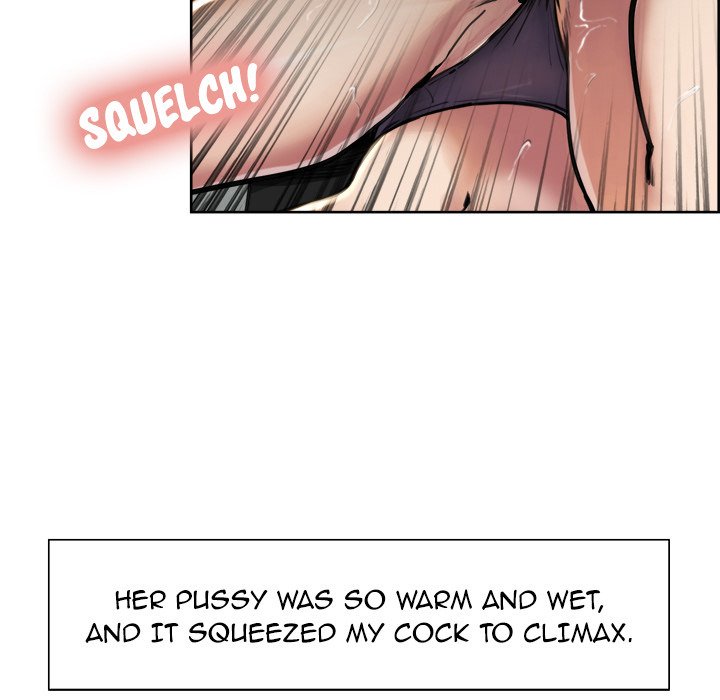 SQUELCH!
HER PUSSY WAS SO WARM AND WET,
AND IT SQUEEZED MY COCK TO CLIMAX.